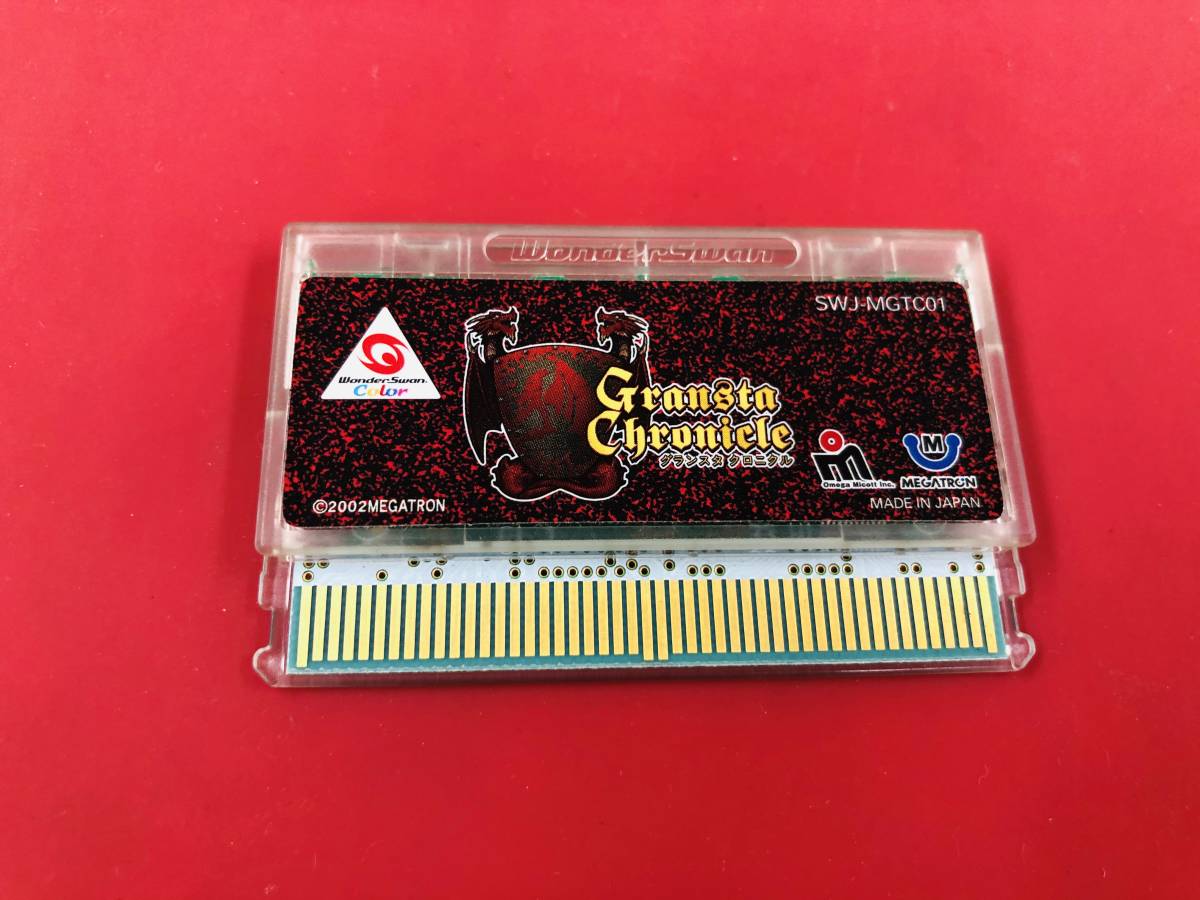 WonderSwan
SWJ-MGTC01
WonderSwan
Color
Gransta
Chronicle
グランスタ クロニクル
Omega Micott Inc.
M
MEGATRON
©2002MEGATRON
MADE IN JAPAN